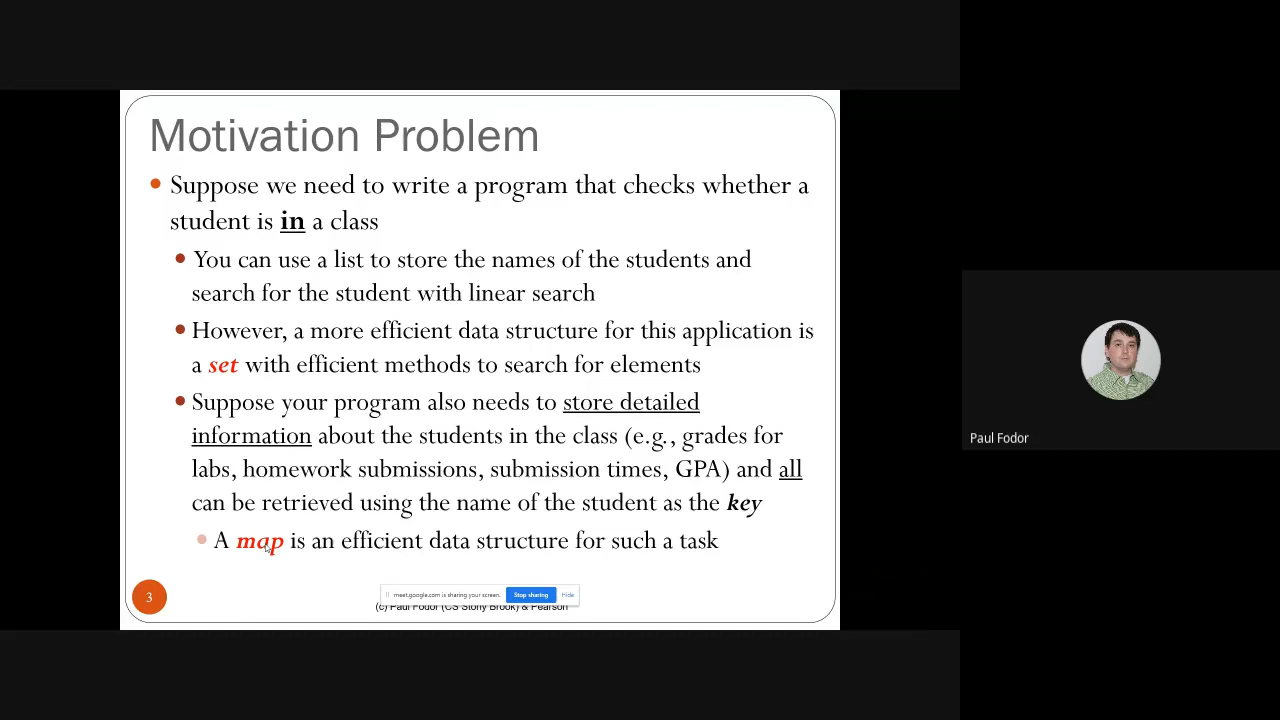 Motivation Problem
• Suppose we need to write a program that checks whether a
student is in a class
• You can use a list to store the names of the students and
search for the student with linear search
• However, a more efficient data structure for this application is
a set with efficient methods to search for elements
• Suppose your program also needs to store detailed
information about the students in the class (e.g., grades for
labs, homework submissions, submission times, GPA) and all
can be retrieved using the name of the student as the key
• A map is an efficient data structure for such a task
3
meet.google.com is sharing your screen. Stop sharing Hide
(c) Paul Fodor (CS Stony Brook) & Pearson
Paul Fodor